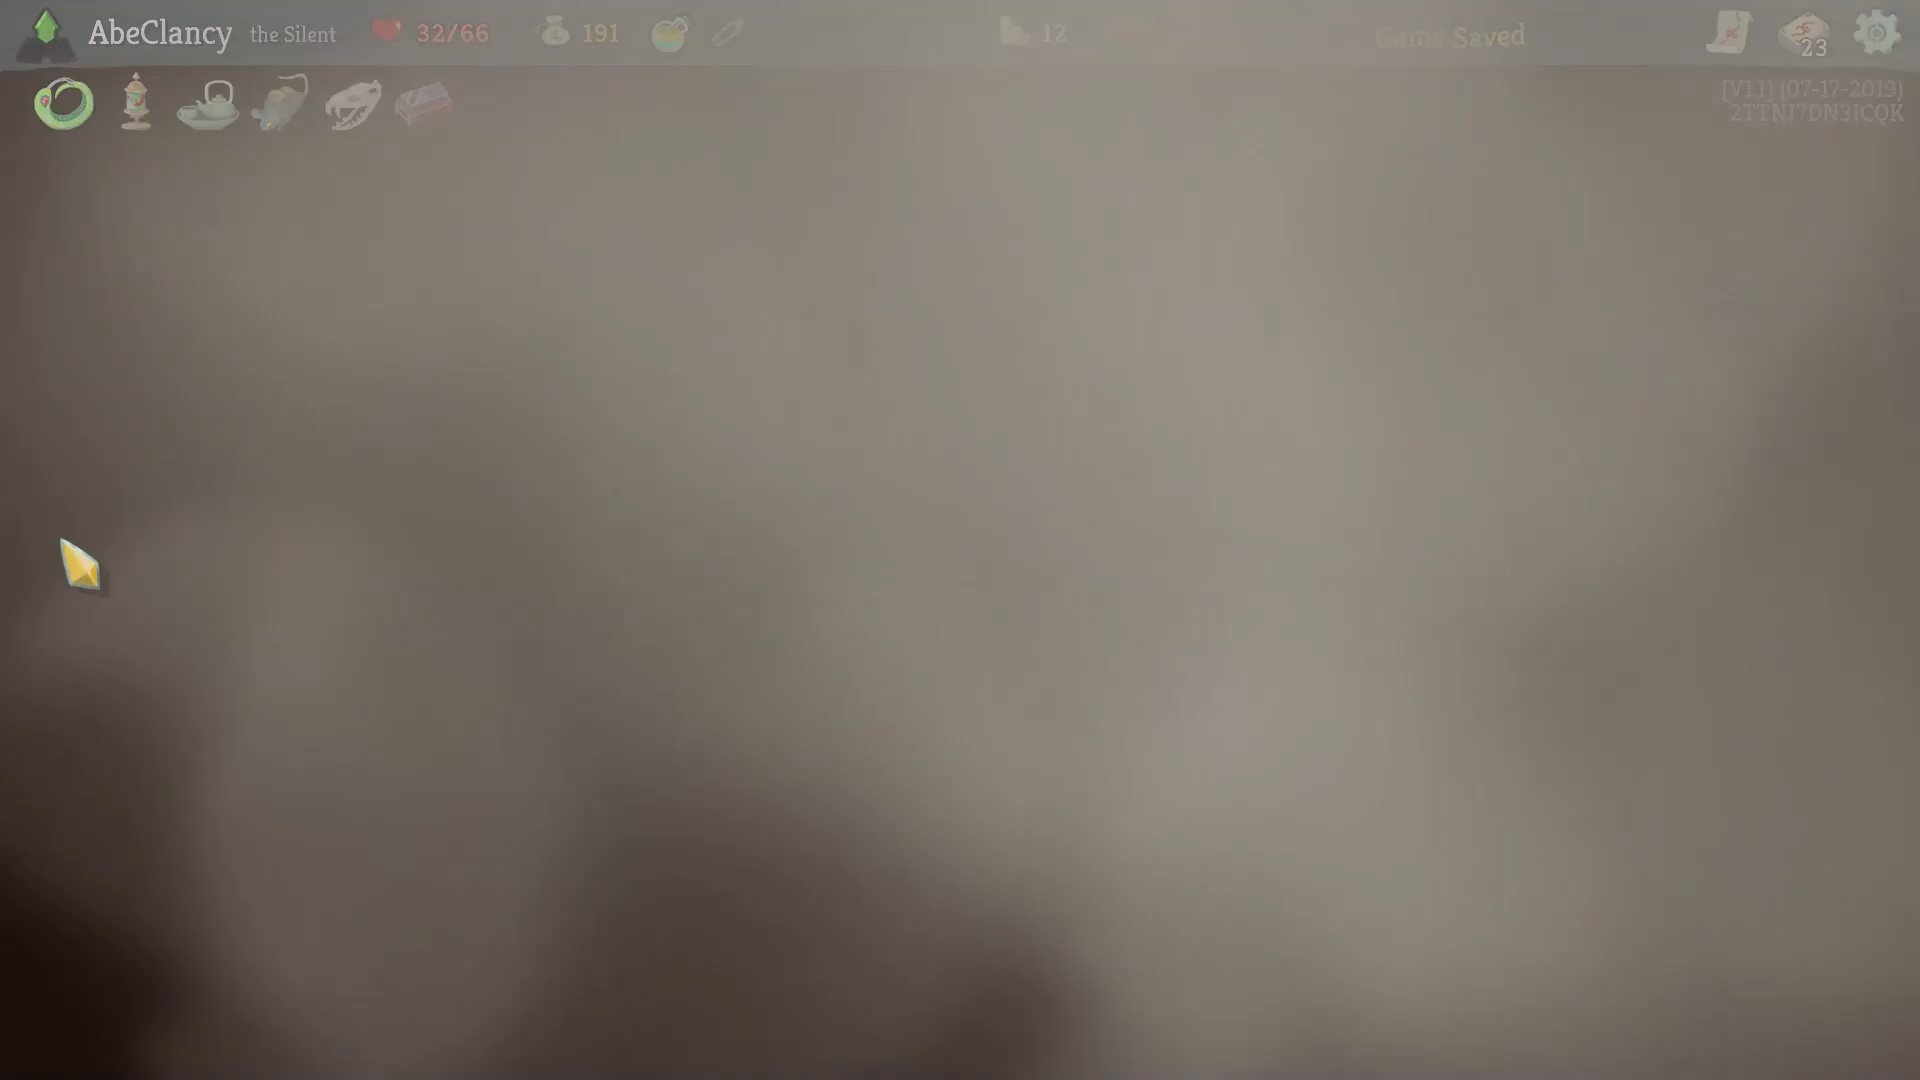 AbeClancy the Silent 32/66 191 12 Game Saved 23
[V1.1] (07-17-2019)